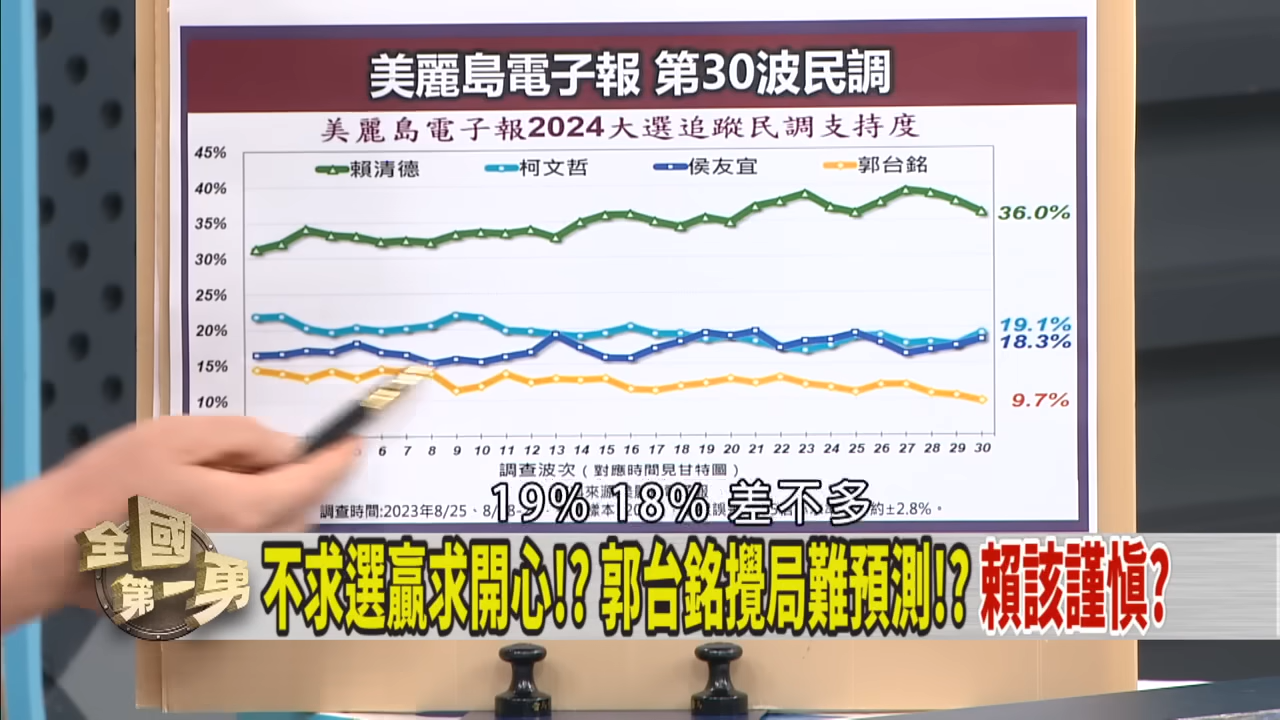 美麗島電子報 第30波民調
美麗島電子報2024大選追蹤民調支持度
賴清德 柯文哲 侯友宜 郭台銘
45%
40%
35%
30%
25%
20%
15%
10%
36.0%
19.1%
18.3%
9.7%
6 7 8 9 10 11 12 13 14 15 16 17 18 19 20 21 22 23 24 25 26 27 28 29 30
調查波次(對應時間見甘特圖)
19% 18% 差不多
調查時間:2023年8/25、8/
約±2.8%。
全國第一勇
不求選贏求開心!? 郭台銘攪局難預測!? 賴該謹慎?